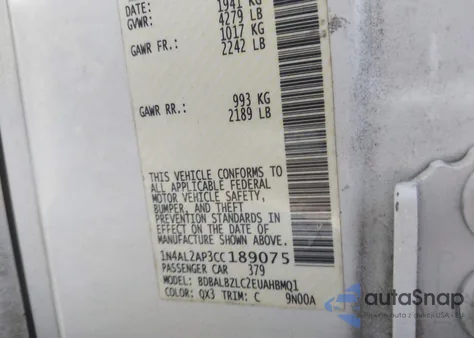 DATE: 1941 KG
GVWR: 4279 LB
1017 KG
GAWR FR.: 2242 LB
993 KG
GAWR RR.: 2189 LB
THIS VEHICLE CONFORMS TO
ALL APPLICABLE FEDERAL
MOTOR VEHICLE SAFETY,
BUMPER, AND THEFT
PREVENTION STANDARDS IN
EFFECT ON THE DATE OF
MANUFACTURE SHOWN ABOVE.
1N4AL2AP3CC189075
PASSENGER CAR 379
MODEL: BDBALBZLC2EUAHBMQ1
COLOR: QX3 TRIM: C 9N00A
autoSnap